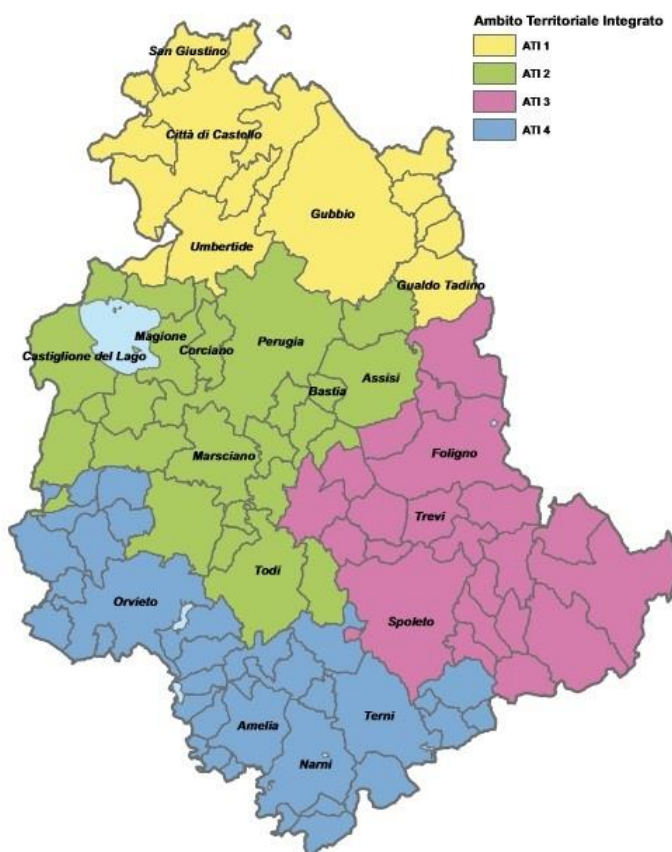 Ambito Territoriale Integrato
ATI 1
ATI 2
ATI 3
ATI 4
San Giustino
Città di Castello
Gubbio
Umbertide
Gualdo Tadino
Magione
Castiglione del Lago
Corciano
Perugia
Bastia
Assisi
Marsciano
Foligno
Trevi
Todi
Orvieto
Spoleto
Amelia
Terni
Narni